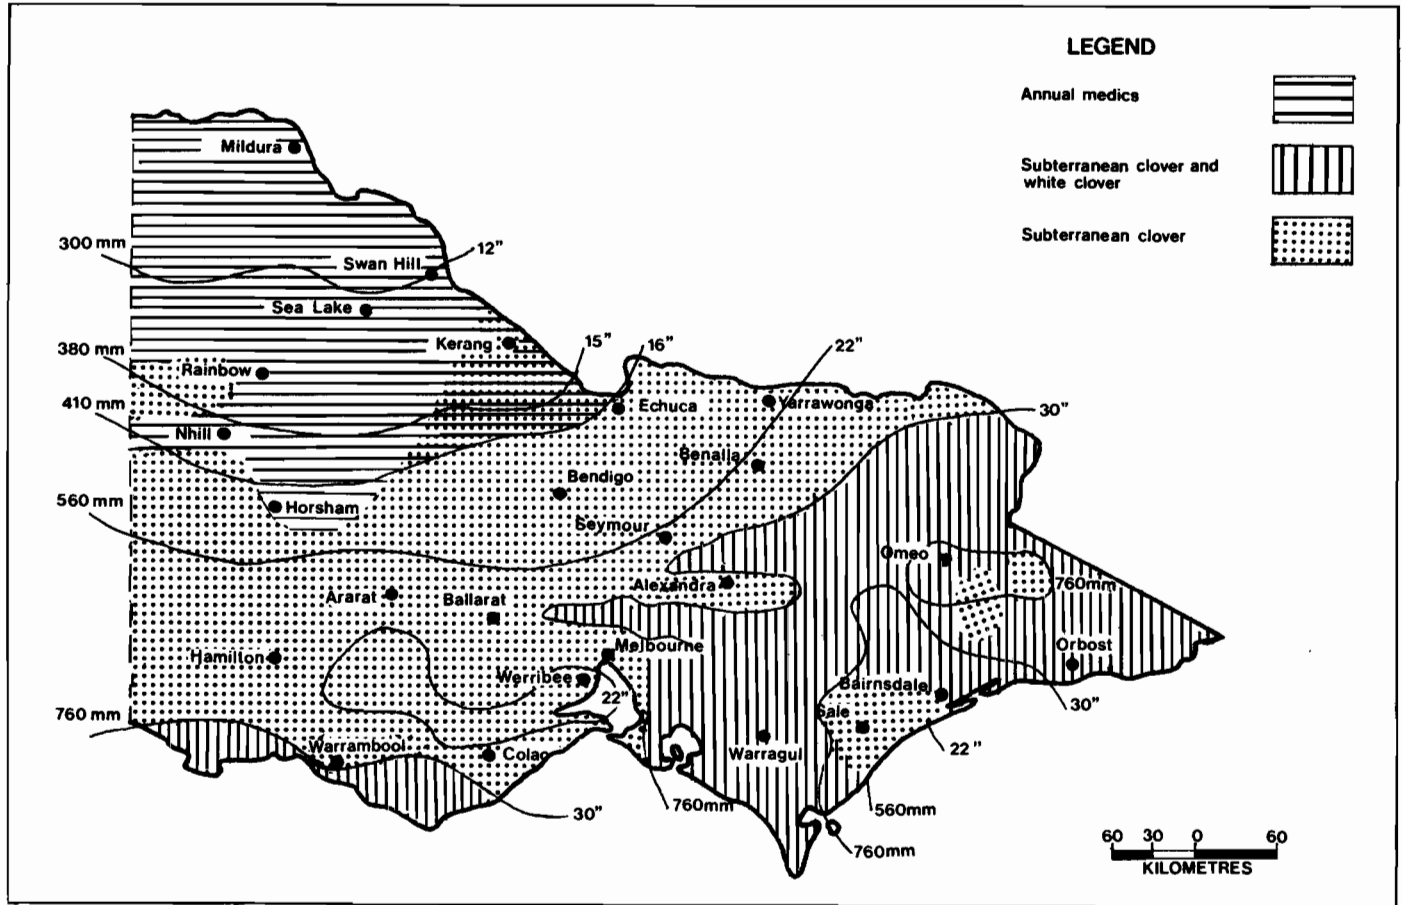 LEGEND
Annual medics
Subterranean clover and
white clover
Subterranean clover
Mildura
300 mm
Swan Hill
12”
Sea Lake
Kerang
15”
16”
22”
380 mm
Rainbow
410 mm
Echuca
Yarrawonga
30”
Nhill
Benalla
Bendigo
560 mm
Horsham
Seymour
Omeo
Alexandra
760mm
Ararat
Ballarat
Melbourne
Orbost
Hamilton
Werribee
Bairnsdale
22”
30”
760 mm
Sale
Warrambool
Colac
Warragul
22”
760mm
560mm
30”
760mm
60 30 0 60
KILOMETRES